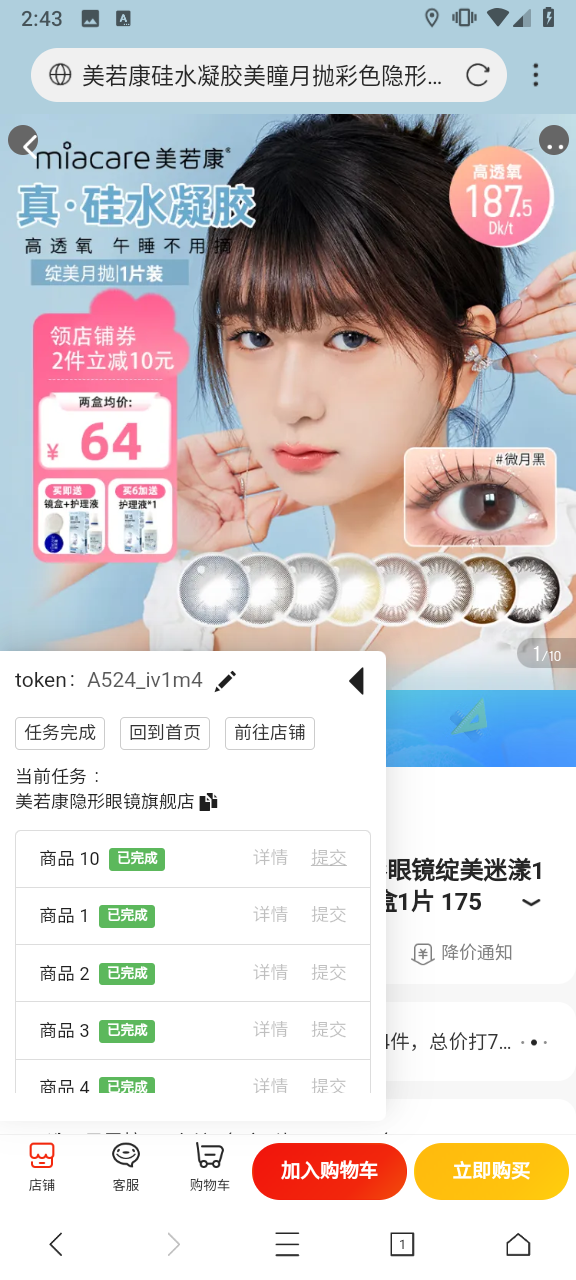 2:43
美若康硅水凝胶美瞳月抛彩色隐形...
miacare美若康®
真·硅水凝胶
高透氧 午睡不用摘
绽美月抛|1片装
高透氧
187.5
Dk/t
领店铺券
2件立减10元
两盒均价:
¥ 64
买即送
镜盒+护理液
买6加送
护理液*1
#微月黑
1/10
token: A524_iv1m4
任务完成
回到首页
前往店铺
当前任务：
美若康隐形眼镜旗舰店
商品 10 已完成 详情 提交
商品 1 已完成 详情 提交
商品 2 已完成 详情 提交
商品 3 已完成 详情 提交
商品 4 已完成 详情 提交
眼镜绽美迷漾1
盒1片 175
降价通知
4件，总价打7...
店铺
客服
购物车
加入购物车
立即购买
1